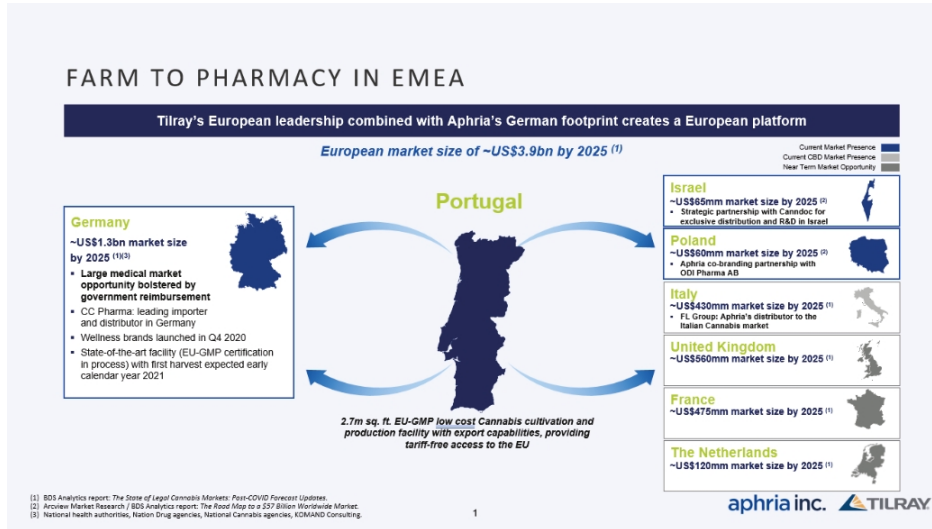 FARM TO PHARMACY IN EMEA
Tilray's European leadership combined with Aphria's German footprint creates a European platform
European market size of ~US$3.9bn by 2025 (1)
Current Market Presence
Current CBD Market Presence
Near Term Market Opportunity
Germany
~US$1.3bn market size
by 2025 (1)(3)
▪ Large medical market
opportunity bolstered by
government reimbursement
▪ CC Pharma: leading importer
and distributor in Germany
▪ Wellness brands launched in Q4 2020
▪ State-of-the-art facility (EU-GMP certification
in process) with first harvest expected early
calendar year 2021
Portugal
2.7m sq. ft. EU-GMP low cost Cannabis cultivation and
production facility with export capabilities, providing
tariff-free access to the EU
Israel
~US$65mm market size by 2025 (2)
▪ Strategic partnership with Canndoc for
exclusive distribution and R&D in Israel
Poland
~US$60mm market size by 2025 (2)
▪ Aphria co-branding partnership with
ODI Pharma AB
Italy
~US$430mm market size by 2025 (1)
▪ FL Group: Aphria's distributor to the
Italian Cannabis market
United Kingdom
~US$560mm market size by 2025 (1)
France
~US$475mm market size by 2025 (1)
The Netherlands
~US$120mm market size by 2025 (1)
(1) BDS Analytics report: The State of Legal Cannabis Markets: Post-COVID Forecast Updates.
(2) Arcview Market Research / BDS Analytics report: The Road Map to a $57 Billion Worldwide Market.
(3) National health authorities, Nation Drug agencies, National Cannabis agencies, KOMAND Consulting.
1
aphria inc.
TILRAY